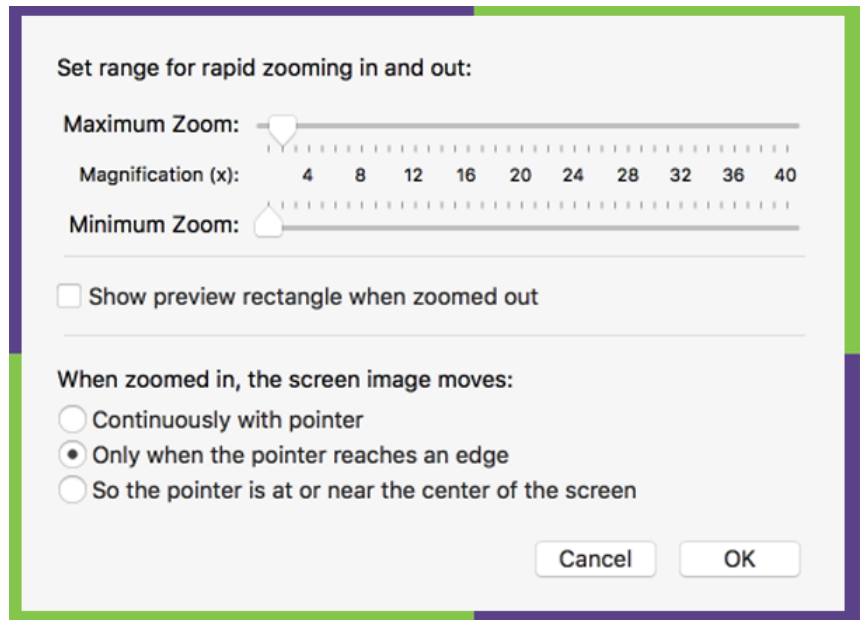 Set range for rapid zooming in and out:
Maximum Zoom:
Magnification (x): 4 8 12 16 20 24 28 32 36 40
Minimum Zoom:
Show preview rectangle when zoomed out
When zoomed in, the screen image moves:
Continuously with pointer
Only when the pointer reaches an edge
So the pointer is at or near the center of the screen
Cancel OK